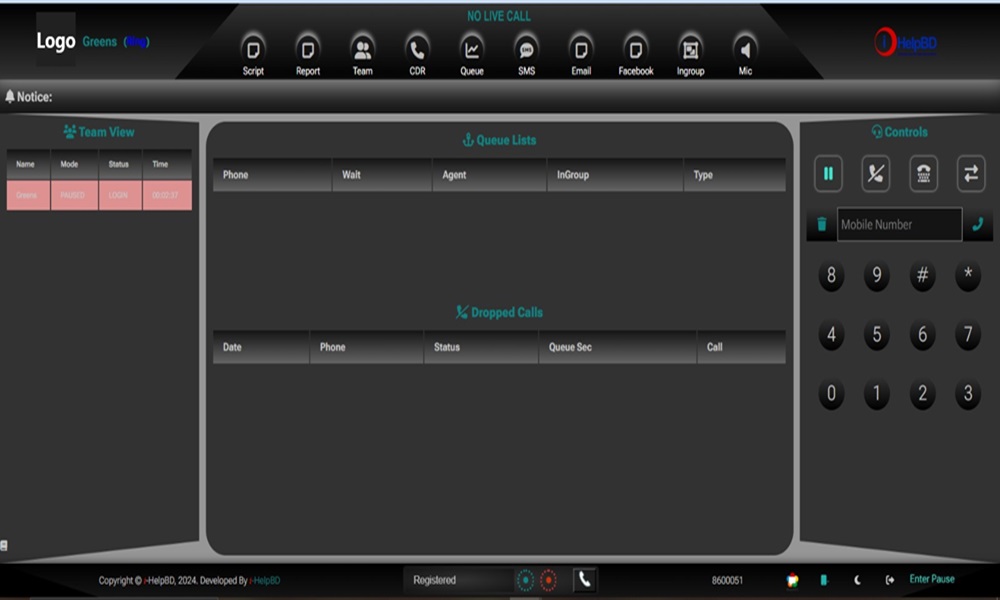 NO LIVE CALL
Logo Greens
Script Report Team CDR Queue SMS Email Facebook Ingroup Mic
i HelpBD
Notice:
Team View
Name Mode Status Time
Greens PAUSED LOGIN 00:02:37
Queue Lists
Phone Wait Agent InGroup Type
Dropped Calls
Date Phone Status Queue Sec Call
Controls
Mobile Number
8 9 # *
4 5 6 7
0 1 2 3
Copyright © i-HelpBD, 2024. Developed By i-HelpBD
Registered
8600051
Enter Pause